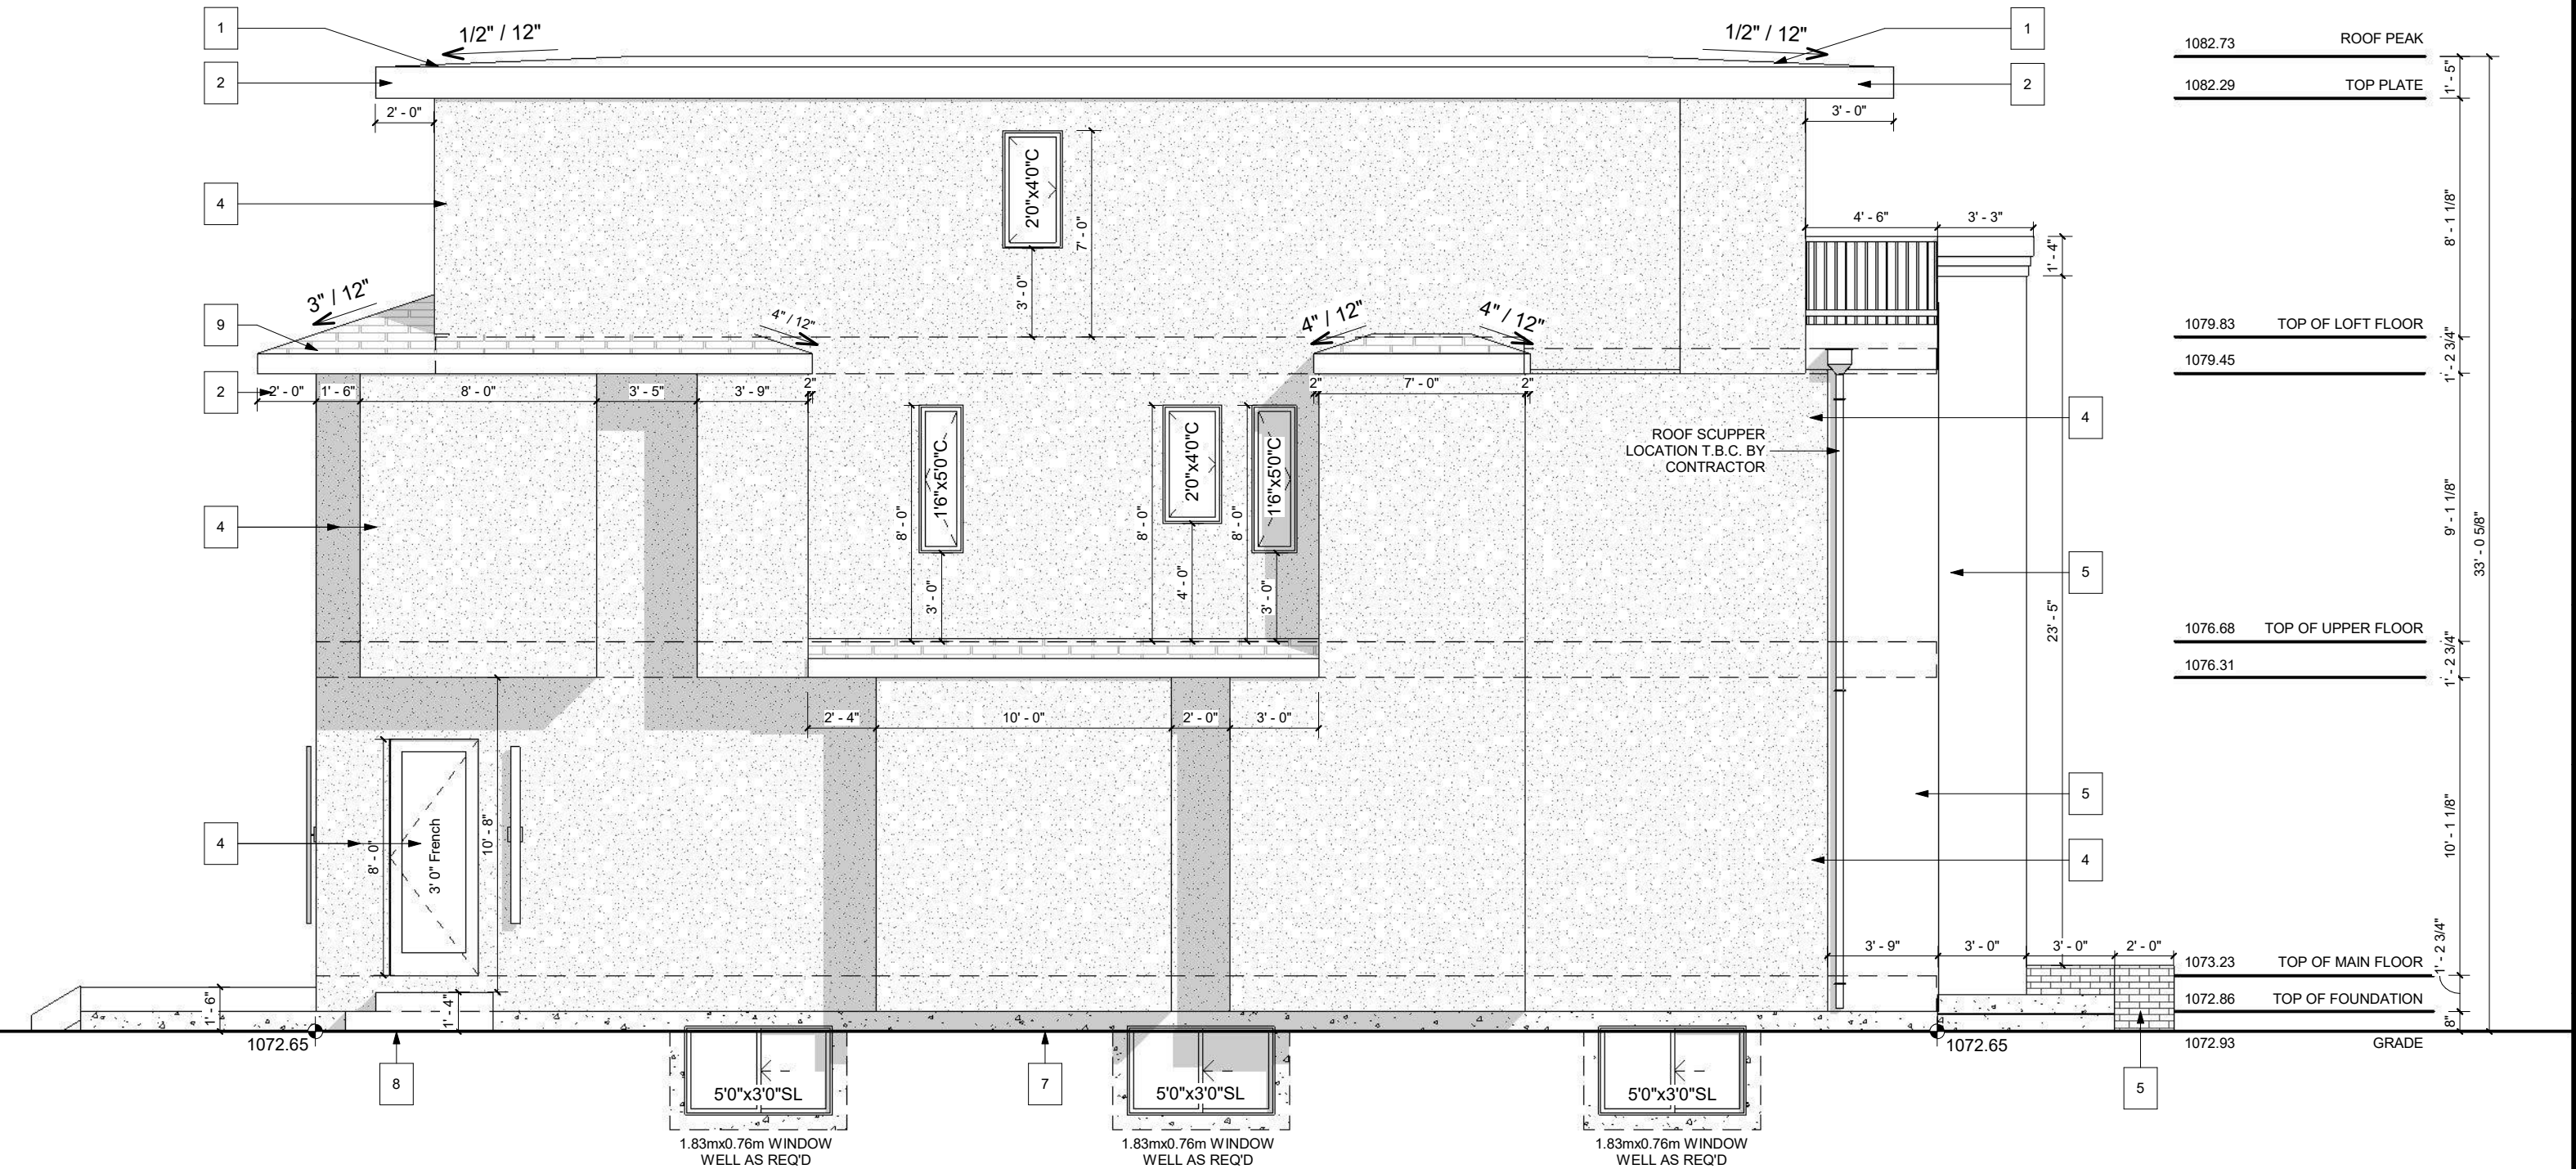 1
1/2" / 12"
1/2" / 12"
1
1082.73 ROOF PEAK
2
2
1' - 5"
1082.29 TOP PLATE
2' - 0"
3' - 0"
2'0"x4'0"C
4
7' - 0"
8' - 1 1/8"
4' - 6"
3' - 3"
1' - 4"
3' - 0"
3" / 12"
4" / 12"
4" / 12"
4" / 12"
9
1079.83 TOP OF LOFT FLOOR
1' - 2 3/4"
1079.45
2
2' - 0"
1' - 6"
8' - 0"
3' - 5"
3' - 9"
2"
2"
7' - 0"
2"
4
ROOF SCUPPER
LOCATION T.B.C. BY
CONTRACTOR
1'6"x5'0"C
2'0"x4'0"C
1'6"x5'0"C
8' - 0"
8' - 0"
8' - 0"
4
9' - 1 1/8"
33' - 0 5/8"
3' - 0"
4' - 0"
3' - 0"
5
23' - 5"
1076.68 TOP OF UPPER FLOOR
1' - 2 3/4"
1076.31
2' - 4"
10' - 0"
2' - 0"
3' - 0"
5
4
8' - 0"
3' 0" French
10' - 8"
4
10' - 1 1/8"
3' - 9"
3' - 0"
3' - 0"
2' - 0"
1' - 2 3/4"
1073.23 TOP OF MAIN FLOOR
1' - 6"
1' - 4"
1072.86 TOP OF FOUNDATION
8"
1072.65
1072.65
1072.93 GRADE
8
7
5
5'0"x3'0"SL
5'0"x3'0"SL
5'0"x3'0"SL
1.83mx0.76m WINDOW
WELL AS REQ'D
1.83mx0.76m WINDOW
WELL AS REQ'D
1.83mx0.76m WINDOW
WELL AS REQ'D